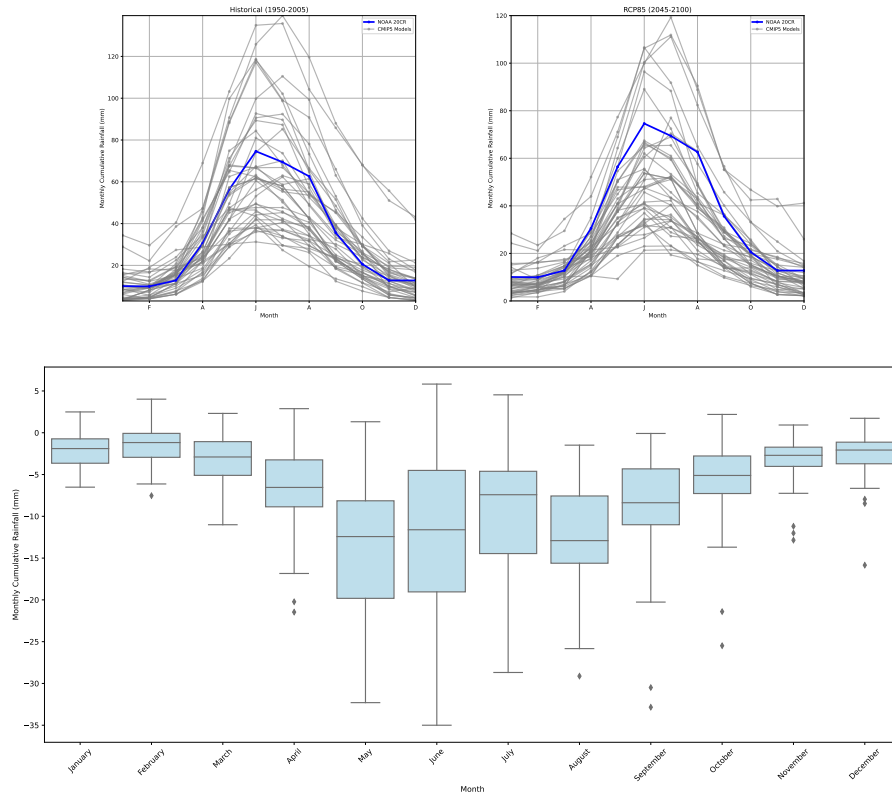 Historical (1950-2005)
Monthly Cumulative Rainfall (mm)
140
120
100
80
60
40
20
NOAA 20CR
CMIP5 Models
F
A
J
A
O
D
Month
RCP85 (2045-2100)
Monthly Cumulative Rainfall (mm)
120
100
80
60
40
20
0
NOAA 20CR
CMIP5 Models
F
A
J
A
O
D
Month
Monthly Cumulative Rainfall (mm)
5
0
−5
−10
−15
−20
−25
−30
−35
January
February
March
April
May
June
July
August
September
October
November
December
Month